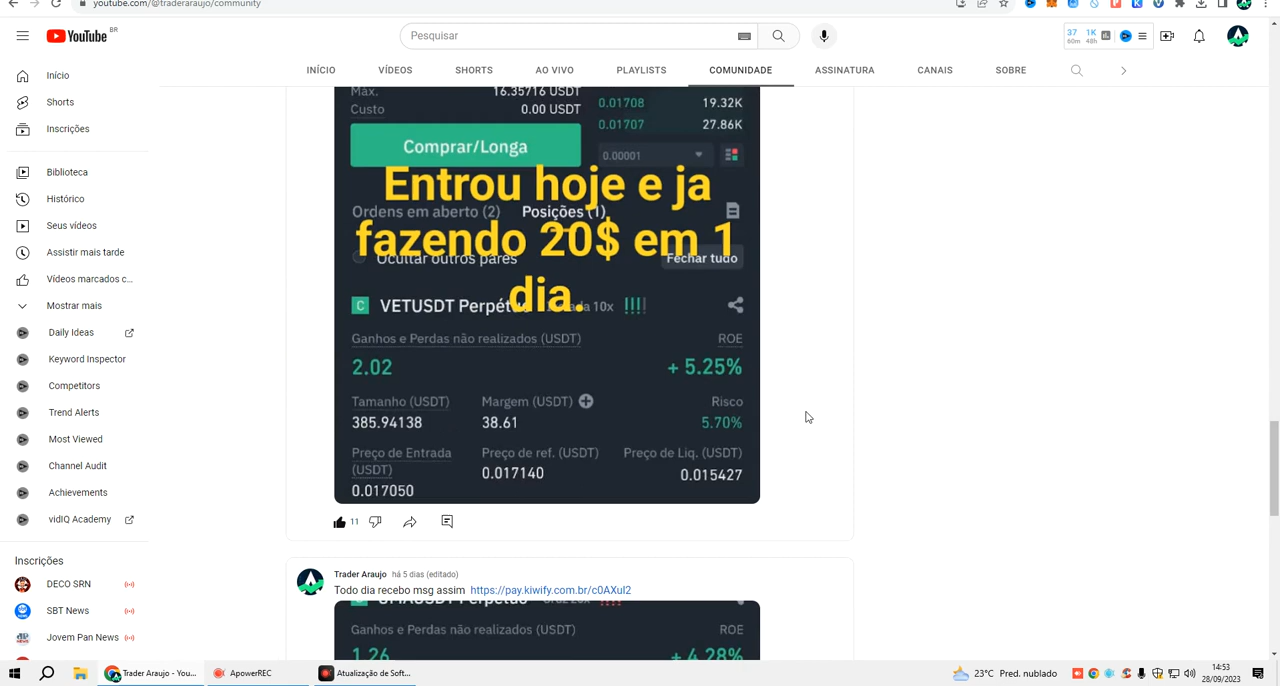 youtube.com/@traderaraujo/community
YouTube BR
Pesquisar
37 1K
60m 48h
INÍCIO VÍDEOS SHORTS AO VIVO PLAYLISTS COMUNIDADE ASSINATURA CANAIS SOBRE
Início
Shorts
Inscrições
Biblioteca
Histórico
Seus vídeos
Assistir mais tarde
Vídeos marcados c...
Mostrar mais
Daily Ideas
Keyword Inspector
Competitors
Trend Alerts
Most Viewed
Channel Audit
Achievements
vidIQ Academy
Inscrições
DECO SRN
SBT News
Jovem Pan News
Máx. 16.35716 USDT
Custo 0.00 USDT
0.01708 19.32K
0.01707 27.86K
Comprar/Longa
0.00001
Entrou hoje e ja
fazendo 20$ em 1
dia.
Ordens em aberto (2) Posições (1)
Ocultar outros pares Fechar tudo
C VETUSDT 10x
Ganhos e Perdas não realizados (USDT) ROE
2.02 + 5.25%
Tamanho (USDT) Margem (USDT) Risco
385.94138 38.61 5.70%
Preço de Entrada (USDT) Preço de ref. (USDT) Preço de Liq. (USDT)
0.017050 0.017140 0.015427
11
Trader Araujo há 5 dias (editado)
Todo dia recebo msg assim https://pay.kiwify.com.br/c0AXuI2
Ganhos e Perdas não realizados (USDT) ROE
1.26 + 4.28%
Trader Araujo - You...
ApowerREC
Atualização de Soft...
23°C Pred. nublado
14:53
28/09/2023